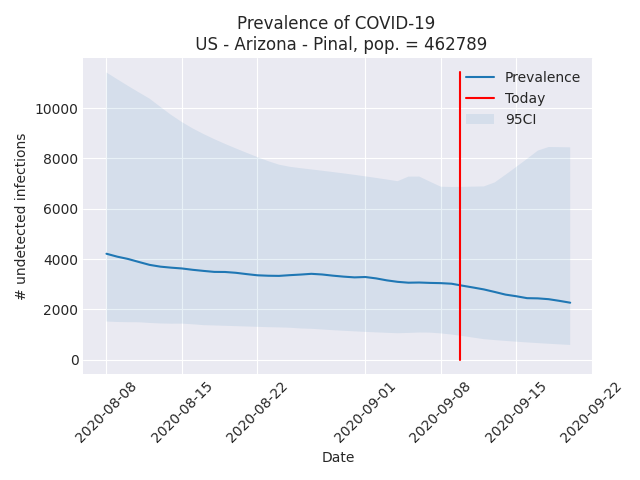 Prevalence of COVID-19
US - Arizona - Pinal, pop. = 462789
Prevalence
Today
95CI
# undetected infections
10000
8000
6000
4000
2000
0
2020-08-08
2020-08-15
2020-08-22
2020-09-01
2020-09-08
2020-09-15
2020-09-22
Date